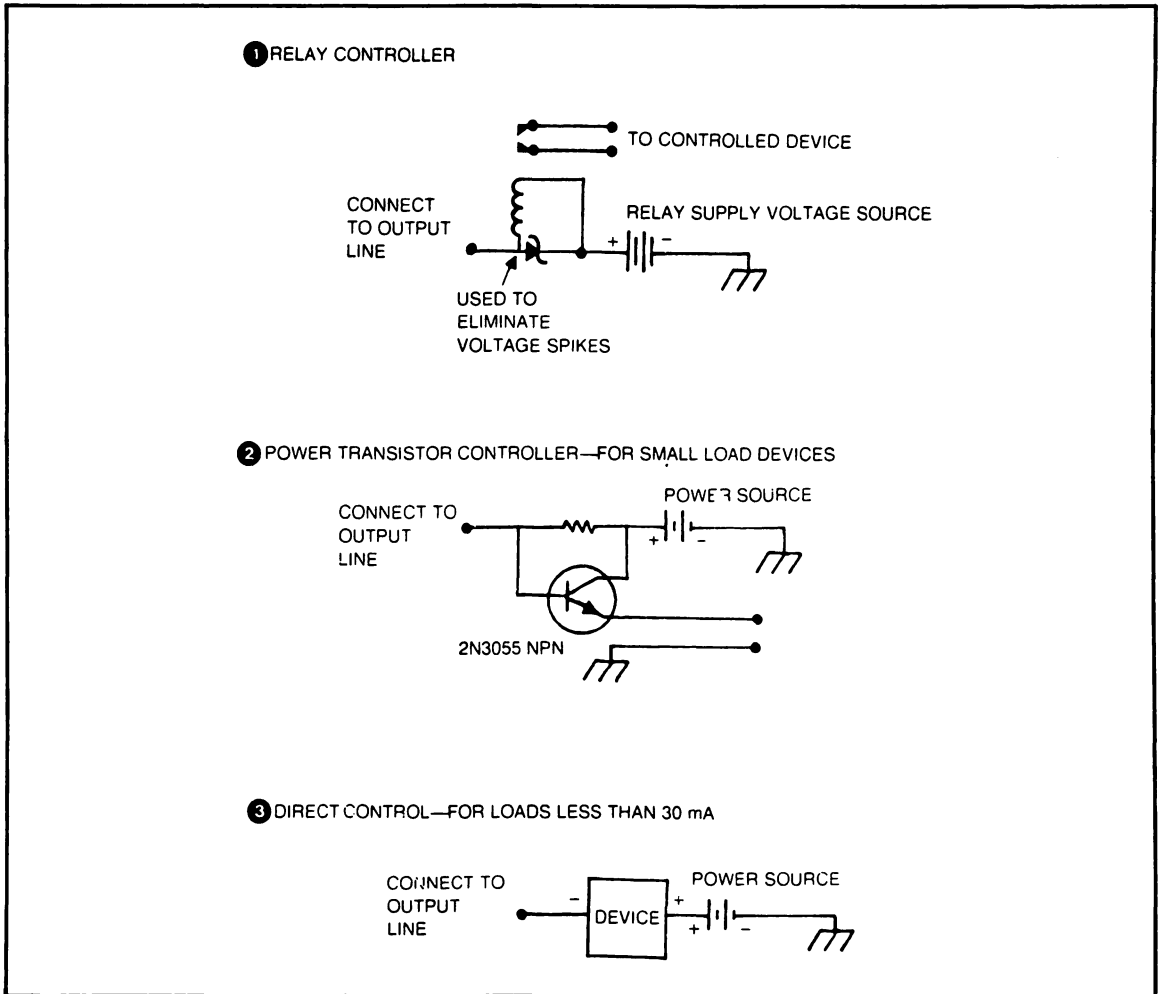 1 RELAY CONTROLLER
TO CONTROLLED DEVICE
CONNECT
TO OUTPUT
LINE
RELAY SUPPLY VOLTAGE SOURCE
+ -
USED TO
ELIMINATE
VOLTAGE SPIKES
2 POWER TRANSISTOR CONTROLLER—FOR SMALL LOAD DEVICES
POWER SOURCE
CONNECT TO
OUTPUT
LINE
+ -
2N3055 NPN
3 DIRECT CONTROL—FOR LOADS LESS THAN 30 mA
CONNECT TO
OUTPUT
LINE
- DEVICE +
POWER SOURCE
+ -